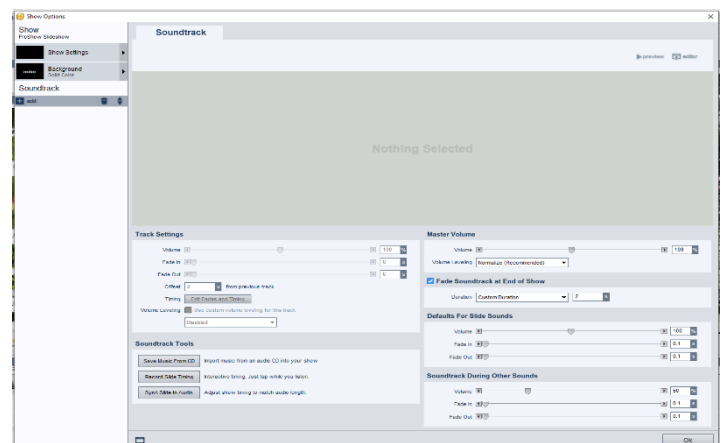 Show Options
Show
ProShow Slideshow
Show Settings
Background
Solid Color
Soundtrack
add
Soundtrack
preview editor
Nothing Selected
Track Settings
Volume 100 %
Fade In 0 s
Fade Out 0 s
Offset 0 s from previous track
Timing Edit Fades and Timing
Volume Leveling Use custom volume leveling for this track.
Disabled
Soundtrack Tools
Save Music From CD Import music from an audio CD into your show.
Record Slide Timing Interactive timing. Just tap while you listen.
Sync Slide to Audio Adjust show timing to match audio length.
Master Volume
Volume 100 %
Volume Leveling Normalize (Recommended)
Fade Soundtrack at End of Show
Duration Custom Duration 2 s
Defaults For Slide Sounds
Volume 100 %
Fade In 0.1 s
Fade Out 0.1 s
Soundtrack During Other Sounds
Volume 50 %
Fade In 0.1 s
Fade Out 0.1 s
Ok